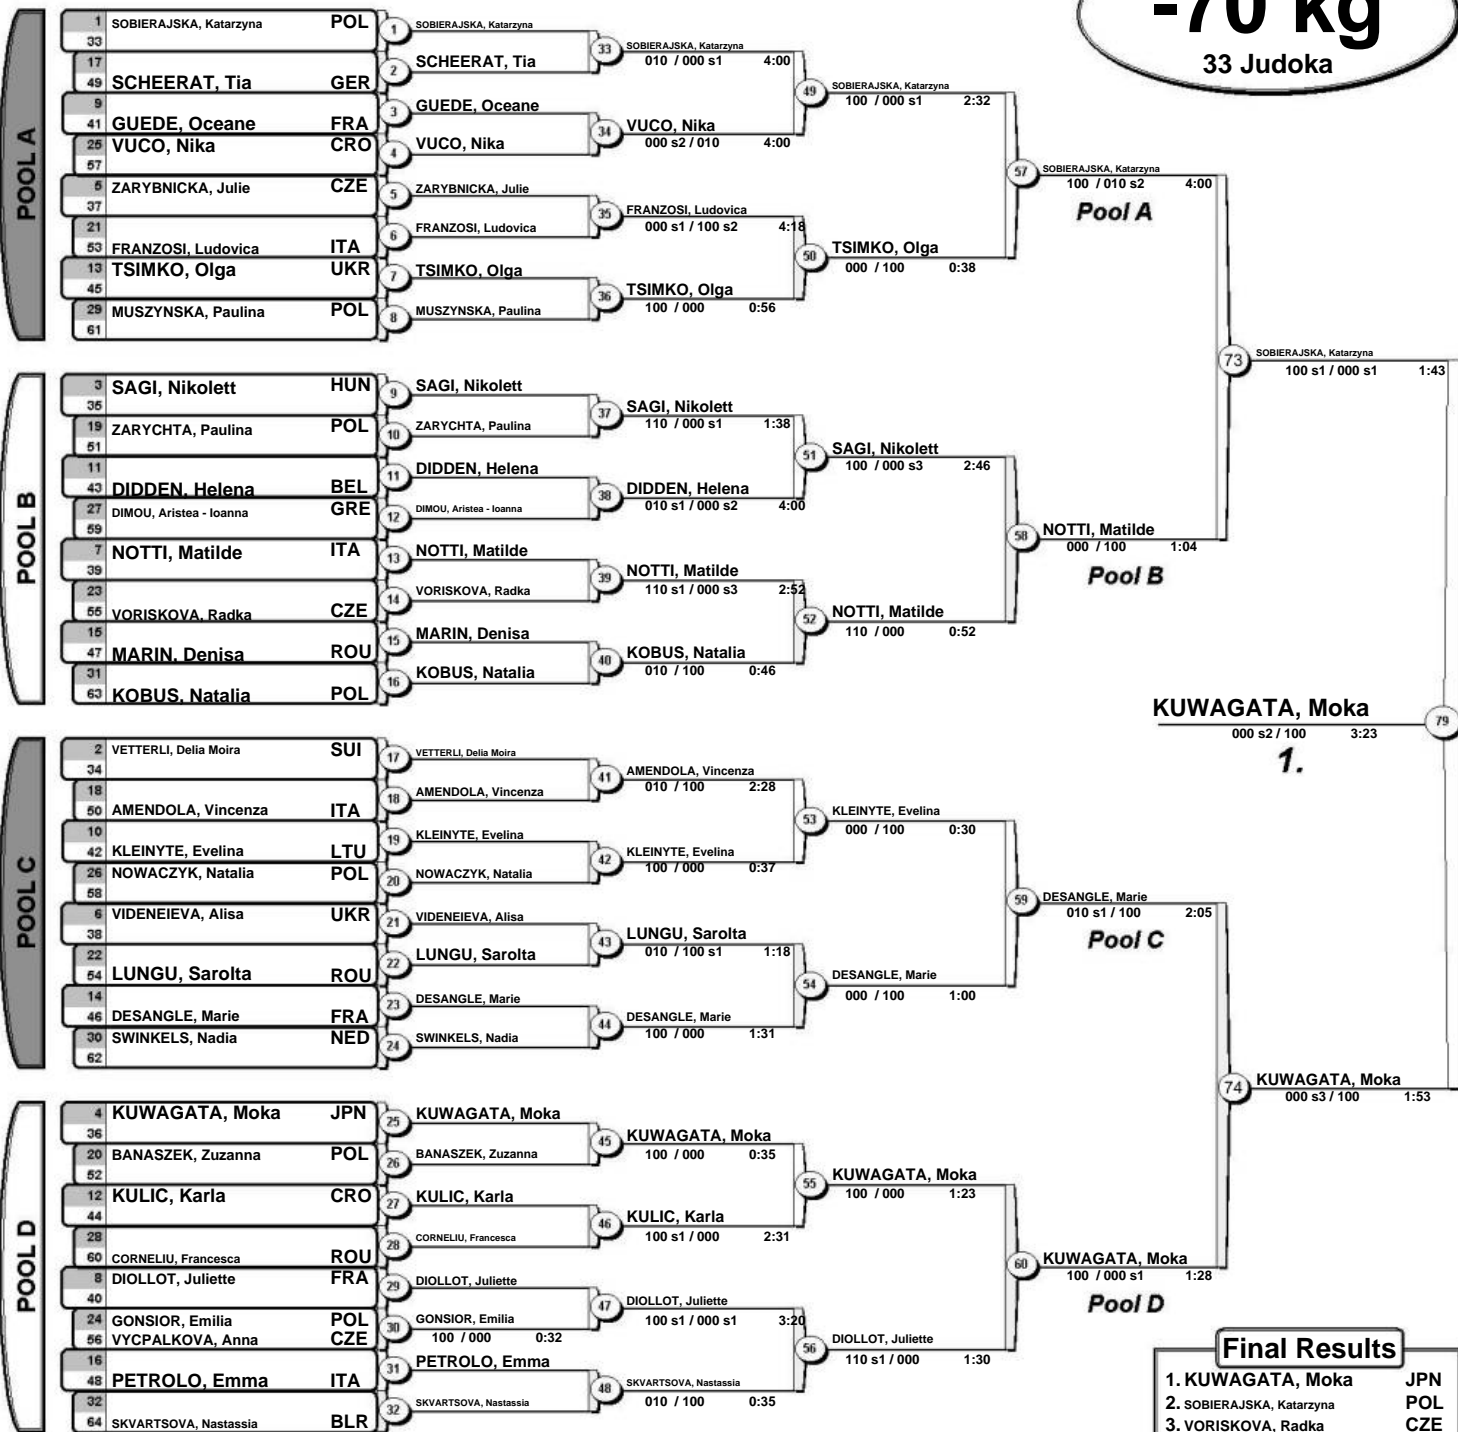 -70 kg
33 Judoka
POOL A
1 SOBIERAJSKA, Katarzyna POL
33
17
49 SCHEERAT, Tia GER
9
41 GUEDE, Oceane FRA
25 VUCO, Nika CRO
57
5 ZARYBNICKA, Julie CZE
37
21
53 FRANZOSI, Ludovica ITA
13 TSIMKO, Olga UKR
45
29 MUSZYNSKA, Paulina POL
61
1 SOBIERAJSKA, Katarzyna
2 SCHEERAT, Tia
3 GUEDE, Oceane
4 VUCO, Nika
5 ZARYBNICKA, Julie
6 FRANZOSI, Ludovica
7 TSIMKO, Olga
8 MUSZYNSKA, Paulina
33 SOBIERAJSKA, Katarzyna
010 / 000 s1 4:00
34 VUCO, Nika
000 s2 / 010 4:00
35 FRANZOSI, Ludovica
000 s1 / 100 s2 4:18
36 TSIMKO, Olga
100 / 000 0:56
49 SOBIERAJSKA, Katarzyna
100 / 000 s1 2:32
50 TSIMKO, Olga
000 / 100 0:38
57 SOBIERAJSKA, Katarzyna
100 / 010 s2 4:00
Pool A
POOL B
3 SAGI, Nikolett HUN
35
19 ZARYCHTA, Paulina POL
51
11
43 DIDDEN, Helena BEL
27 DIMOU, Aristea - Ioanna GRE
59
7 NOTTI, Matilde ITA
39
23
55 VORISKOVA, Radka CZE
15
47 MARIN, Denisa ROU
31
63 KOBUS, Natalia POL
9 SAGI, Nikolett
10 ZARYCHTA, Paulina
11 DIDDEN, Helena
12 DIMOU, Aristea - Ioanna
13 NOTTI, Matilde
14 VORISKOVA, Radka
15 MARIN, Denisa
16 KOBUS, Natalia
37 SAGI, Nikolett
110 / 000 s1 1:38
38 DIDDEN, Helena
010 s1 / 000 s2 4:00
39 NOTTI, Matilde
110 s1 / 000 s3 2:52
40 KOBUS, Natalia
010 / 100 0:46
51 SAGI, Nikolett
100 / 000 s3 2:46
52 NOTTI, Matilde
110 / 000 0:52
58 NOTTI, Matilde
000 / 100 1:04
Pool B
73 SOBIERAJSKA, Katarzyna
100 s1 / 000 s1 1:43
KUWAGATA, Moka 79
000 s2 / 100 3:23
1.
POOL C
2 VETTERLI, Delia Moira SUI
34
18
50 AMENDOLA, Vincenza ITA
10
42 KLEINYTE, Evelina LTU
26 NOWACZYK, Natalia POL
58
6 VIDENEIEVA, Alisa UKR
38
22
54 LUNGU, Sarolta ROU
14
46 DESANGLE, Marie FRA
30 SWINKELS, Nadia NED
62
17 VETTERLI, Delia Moira
18 AMENDOLA, Vincenza
19 KLEINYTE, Evelina
20 NOWACZYK, Natalia
21 VIDENEIEVA, Alisa
22 LUNGU, Sarolta
23 DESANGLE, Marie
24 SWINKELS, Nadia
41 AMENDOLA, Vincenza
010 / 100 2:28
42 KLEINYTE, Evelina
100 / 000 0:37
43 LUNGU, Sarolta
010 / 100 s1 1:18
44 DESANGLE, Marie
100 / 000 1:31
53 KLEINYTE, Evelina
000 / 100 0:30
54 DESANGLE, Marie
000 / 100 1:00
59 DESANGLE, Marie
010 s1 / 100 2:05
Pool C
POOL D
4 KUWAGATA, Moka JPN
36
20 BANASZEK, Zuzanna POL
52
12 KULIC, Karla CRO
44
28
60 CORNELIU, Francesca ROU
8 DIOLLOT, Juliette FRA
40
24 GONSIOR, Emilia POL
56 VYCPALKOVA, Anna CZE
16
48 PETROLO, Emma ITA
32
64 SKVARTSOVA, Nastassia BLR
25 KUWAGATA, Moka
26 BANASZEK, Zuzanna
27 KULIC, Karla
28 CORNELIU, Francesca
29 DIOLLOT, Juliette
30 GONSIOR, Emilia
100 / 000 0:32
31 PETROLO, Emma
32 SKVARTSOVA, Nastassia
45 KUWAGATA, Moka
100 / 000 0:35
46 KULIC, Karla
100 s1 / 000 2:31
47 DIOLLOT, Juliette
100 s1 / 000 s1 3:20
48 SKVARTSOVA, Nastassia
010 / 100 0:35
55 KUWAGATA, Moka
100 / 000 1:23
56 DIOLLOT, Juliette
110 s1 / 000 1:30
60 KUWAGATA, Moka
100 / 000 s1 1:28
Pool D
74 KUWAGATA, Moka
000 s3 / 100 1:53
Final Results
1. KUWAGATA, Moka JPN
2. SOBIERAJSKA, Katarzyna POL
3. VORISKOVA, Radka CZE